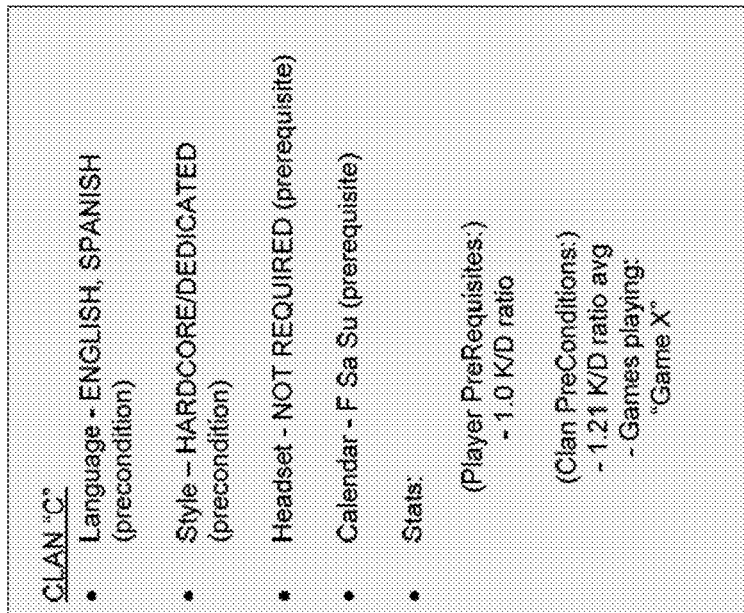 CLAN "C"
• Language - ENGLISH, SPANISH
(precondition)
• Style – HARDCORE/DEDICATED
(precondition)
• Headset - NOT REQUIRED (prerequisite)
• Calendar - F Sa Su (prerequisite)
• Stats:
(Player PreRequisites:)
- 1.0 K/D ratio
(Clan PreConditions:)
- 1.21 K/D ratio avg
- Games playing:
"Game X"